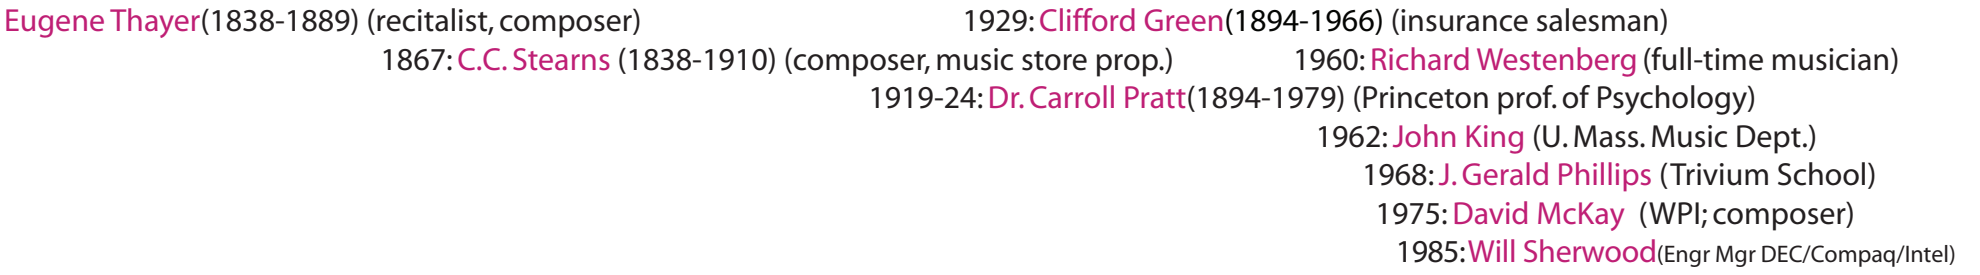 Eugene Thayer(1838-1889) (recitalist, composer) 1929: Clifford Green(1894-1966) (insurance salesman)
1867: C.C. Stearns (1838-1910) (composer, music store prop.) 1960: Richard Westenberg (full-time musician)
1919-24: Dr. Carroll Pratt(1894-1979) (Princeton prof. of Psychology)
1962: John King (U. Mass. Music Dept.)
1968: J. Gerald Phillips (Trivium School)
1975: David McKay (WPI; composer)
1985: Will Sherwood(Engr Mgr DEC/Compaq/Intel)